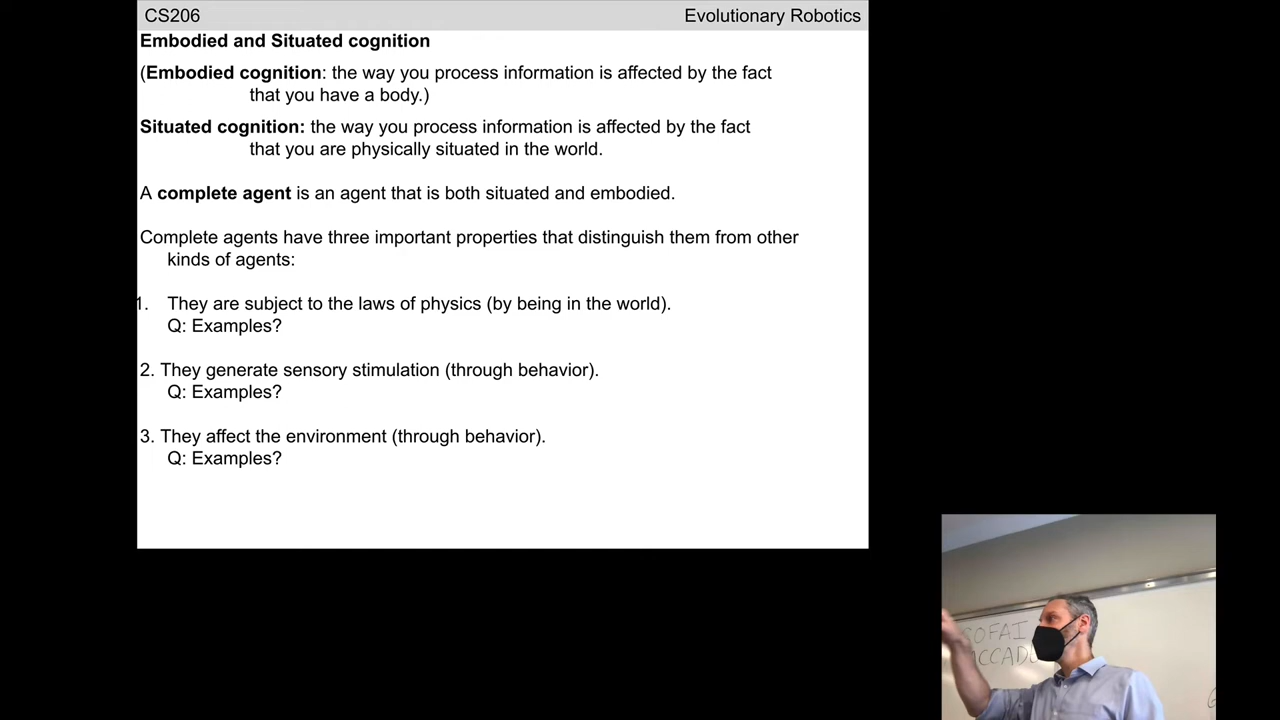 CS206 Evolutionary Robotics
Embodied and Situated cognition
(Embodied cognition: the way you process information is affected by the fact
that you have a body.)
Situated cognition: the way you process information is affected by the fact
that you are physically situated in the world.
A complete agent is an agent that is both situated and embodied.
Complete agents have three important properties that distinguish them from other
kinds of agents:
1. They are subject to the laws of physics (by being in the world).
Q: Examples?
2. They generate sensory stimulation (through behavior).
Q: Examples?
3. They affect the environment (through behavior).
Q: Examples?